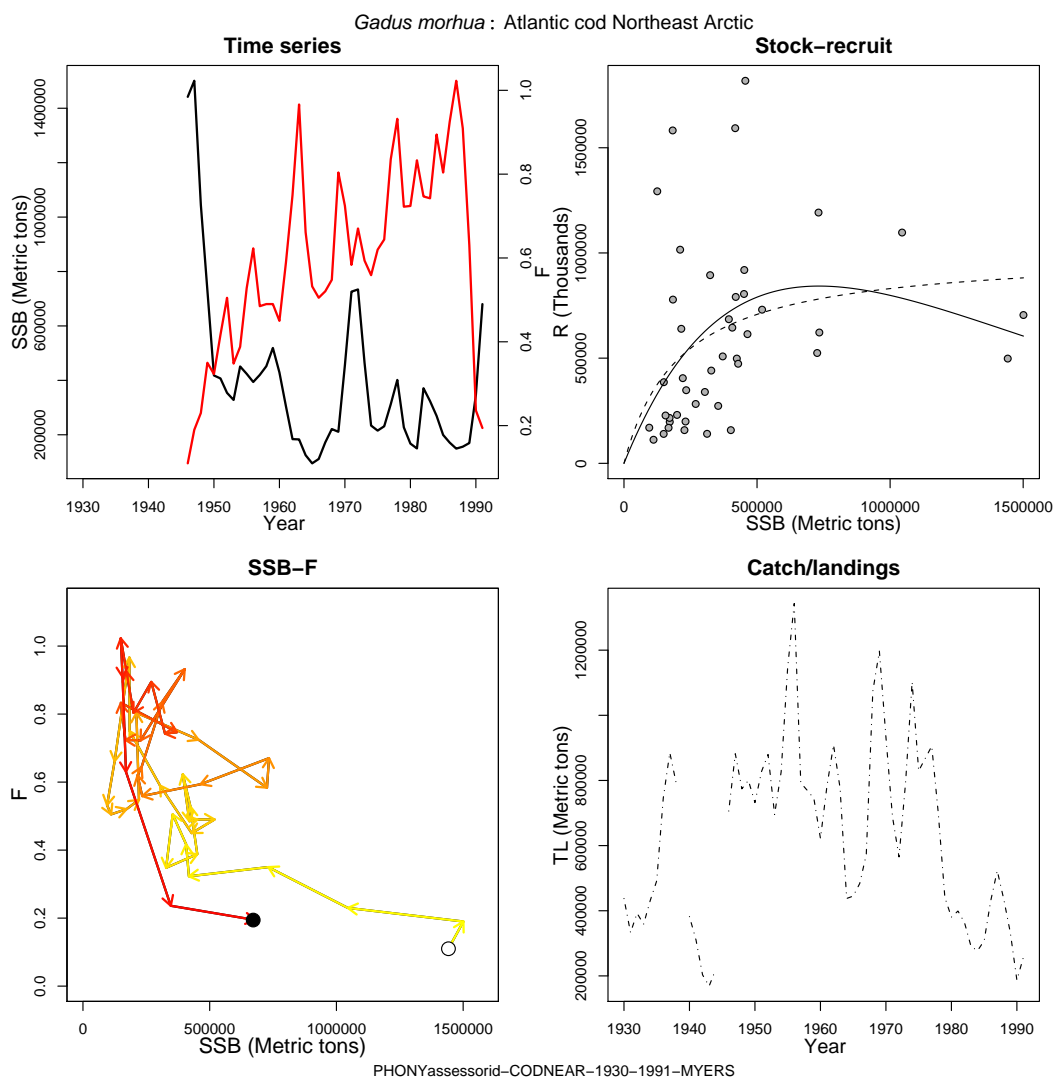 Gadus morhua : Atlantic cod Northeast Arctic
Time series
SSB (Metric tons)
200000 600000 1000000 1400000
F
0.2 0.4 0.6 0.8 1.0
1930 1940 1950 1960 1970 1980 1990
Year
Stock–recruit
R (Thousands)
0 500000 1000000 1500000
0 500000 1000000 1500000
SSB (Metric tons)
SSB–F
F
0.0 0.2 0.4 0.6 0.8 1.0
0 500000 1000000 1500000
SSB (Metric tons)
Catch/landings
TL (Metric tons)
200000 400000 600000 800000 1200000
1930 1940 1950 1960 1970 1980 1990
Year
PHONYassessorid–CODNEAR–1930–1991–MYERS